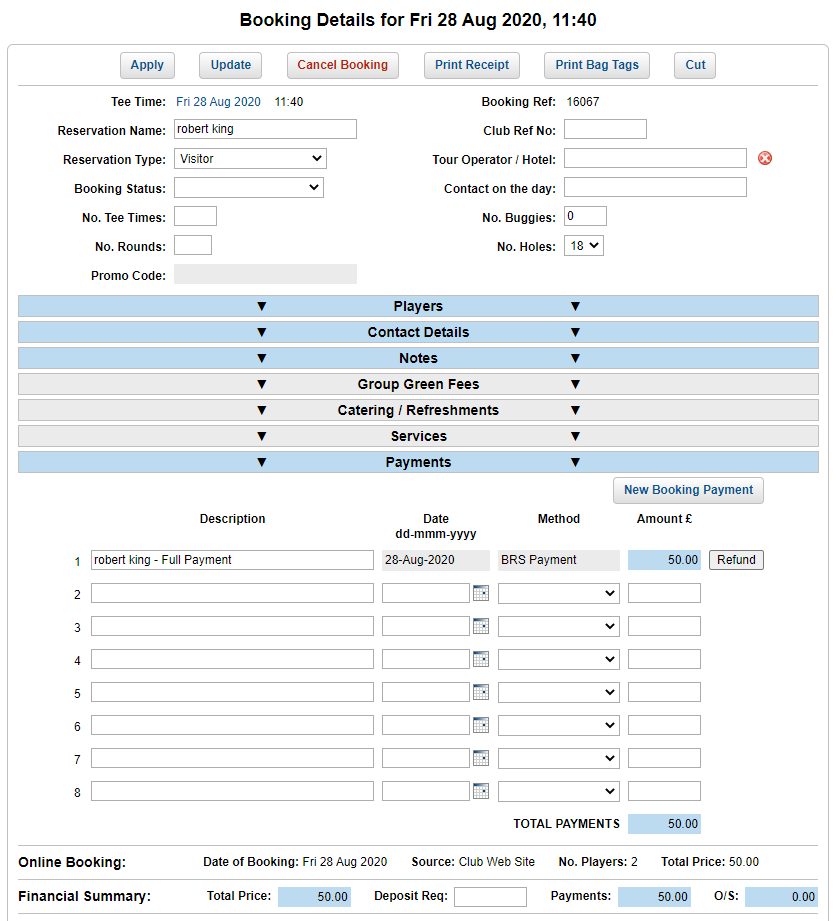 Booking Details for Fri 28 Aug 2020, 11:40
Apply Update Cancel Booking Print Receipt Print Bag Tags Cut
Tee Time: Fri 28 Aug 2020 11:40 Booking Ref: 16067
Reservation Name: robert king Club Ref No:
Reservation Type: Visitor Tour Operator / Hotel:
Booking Status: Contact on the day:
No. Tee Times: No. Buggies: 0
No. Rounds: No. Holes: 18
Promo Code:
▼ Players ▼
▼ Contact Details ▼
▼ Notes ▼
▼ Group Green Fees ▼
▼ Catering / Refreshments ▼
▼ Services ▼
▼ Payments ▼
New Booking Payment
Description Date Method Amount £
dd-mmm-yyyy
1 robert king - Full Payment 28-Aug-2020 BRS Payment 50.00 Refund
2
3
4
5
6
7
8
TOTAL PAYMENTS 50.00
Online Booking: Date of Booking: Fri 28 Aug 2020 Source: Club Web Site No. Players: 2 Total Price: 50.00
Financial Summary: Total Price: 50.00 Deposit Req: Payments: 50.00 O/S: 0.00